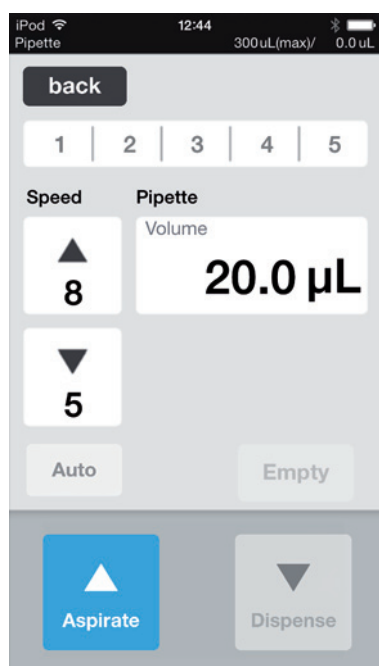 iPod 12:44
Pipette 300uL(max)/ 0.0uL
back
1 2 3 4 5
Speed Pipette
Volume
8 20.0 µL
5
Auto Empty
Aspirate Dispense